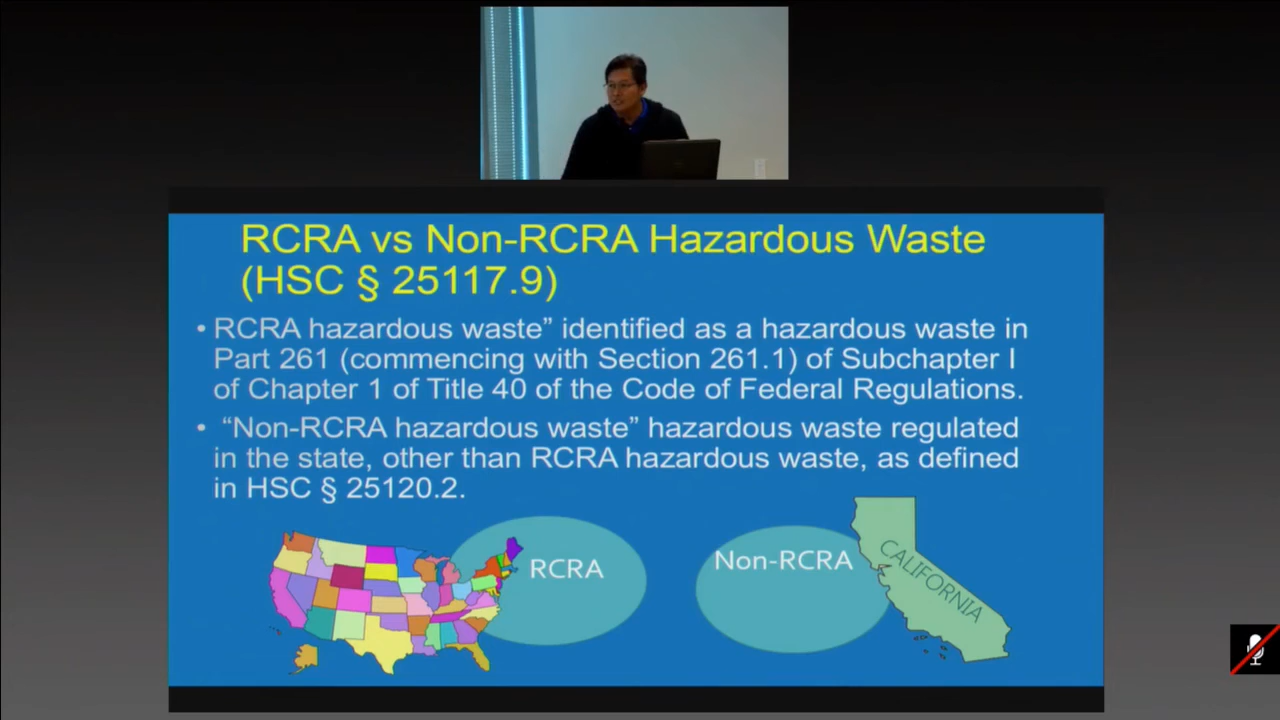 RCRA vs Non-RCRA Hazardous Waste
(HSC § 25117.9)
• RCRA hazardous waste” identified as a hazardous waste in
Part 261 (commencing with Section 261.1) of Subchapter I
of Chapter 1 of Title 40 of the Code of Federal Regulations.
• “Non-RCRA hazardous waste” hazardous waste regulated
in the state, other than RCRA hazardous waste, as defined
in HSC § 25120.2.
RCRA
Non-RCRA
CALIFORNIA